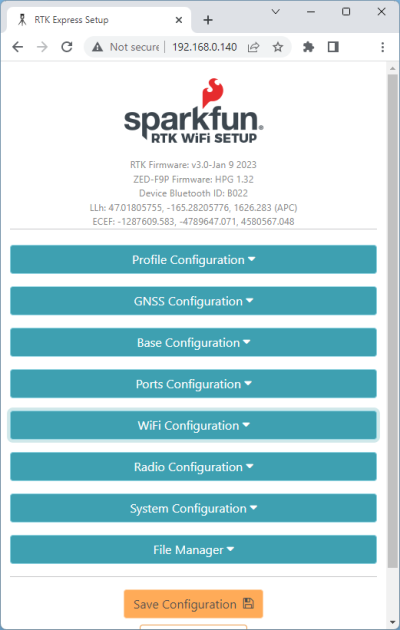 RTK Express Setup
Not secure
192.168.0.140
sparkfun.
RTK WiFi SETUP
RTK Firmware: v3.0-Jan 9 2023
ZED-F9P Firmware: HPG 1.32
Device Bluetooth ID: B022
LLh: 47.01805755, -165.28205776, 1626.283 (APC)
ECEF: -1287609.583, -4789647.071, 4580567.048
Profile Configuration
GNSS Configuration
Base Configuration
Ports Configuration
WiFi Configuration
Radio Configuration
System Configuration
File Manager
Save Configuration